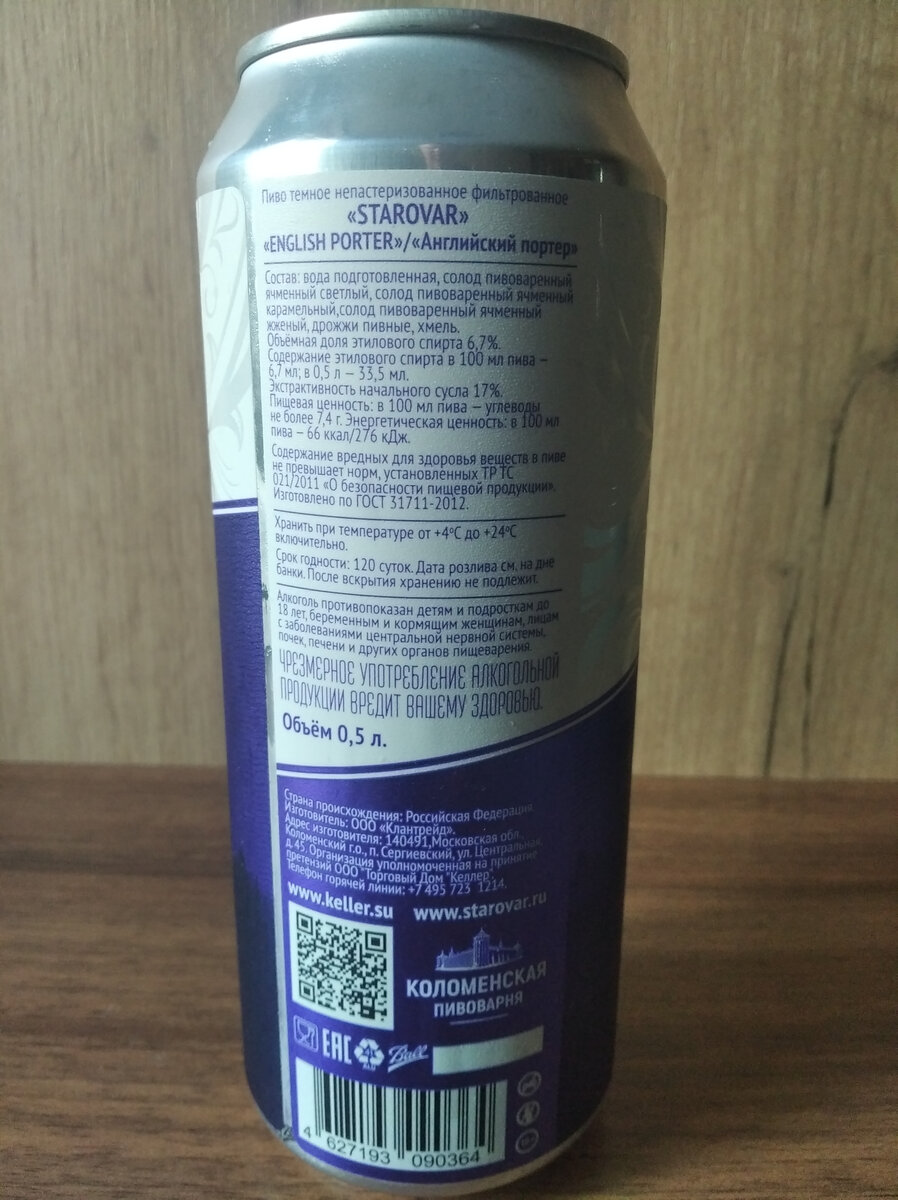 Пиво темное непастеризованное фильтрованное
«STAROVAR»
«ENGLISH PORTER»/«Английский портер»
Состав: вода подготовленная, солод пивоваренный
ячменный светлый, солод пивоваренный ячменный
карамельный,солод пивоваренный ячменный
жженый, дрожжи пивные, хмель.
Объёмная доля этилового спирта 6,7%.
Содержание этилового спирта в 100 мл пива –
6,7 мл; в 0,5 л – 33,5 мл.
Экстрактивность начального сусла 17%.
Пищевая ценность: в 100 мл пива – углеводы
не более 7,4 г. Энергетическая ценность: в 100 мл
пива – 66 ккал/276 кДж.
Содержание вредных для здоровья веществ в пиве
не превышает норм, установленных ТР ТС
021/2011 «О безопасности пищевой продукции».
Изготовлено по ГОСТ 31711-2012.
Хранить при температуре от +4ºС до +24ºС
включительно.
Срок годности: 120 суток. Дата розлива см. на дне
банки. После вскрытия хранению не подлежит.
Алкоголь противопоказан детям и подросткам до
18 лет, беременным и кормящим женщинам, лицам
с заболеваниями центральной нервной системы,
почек, печени и других органов пищеварения.
ЧРЕЗМЕРНОЕ УПОТРЕБЛЕНИЕ АЛКОГОЛЬНОЙ
ПРОДУКЦИИ ВРЕДИТ ВАШЕМУ ЗДОРОВЬЮ.
Объём 0,5 л.
Страна происхождения: Российская Федерация.
Изготовитель: ООО «Клантрейд».
Адрес изготовителя: 140491,Московская обл.,
Коломенский г.о., п. Сергиевский, ул. Центральная,
д.45. Организация уполномоченная на принятие
претензий ООО "Торговый Дом "Келлер".
Телефон горячей линии: +7 495 723 1214.
www.keller.su www.starovar.ru
КОЛОМЕНСКАЯ
ПИВОВАРНЯ
EAC ALU Ball
18+
4 627193 090364